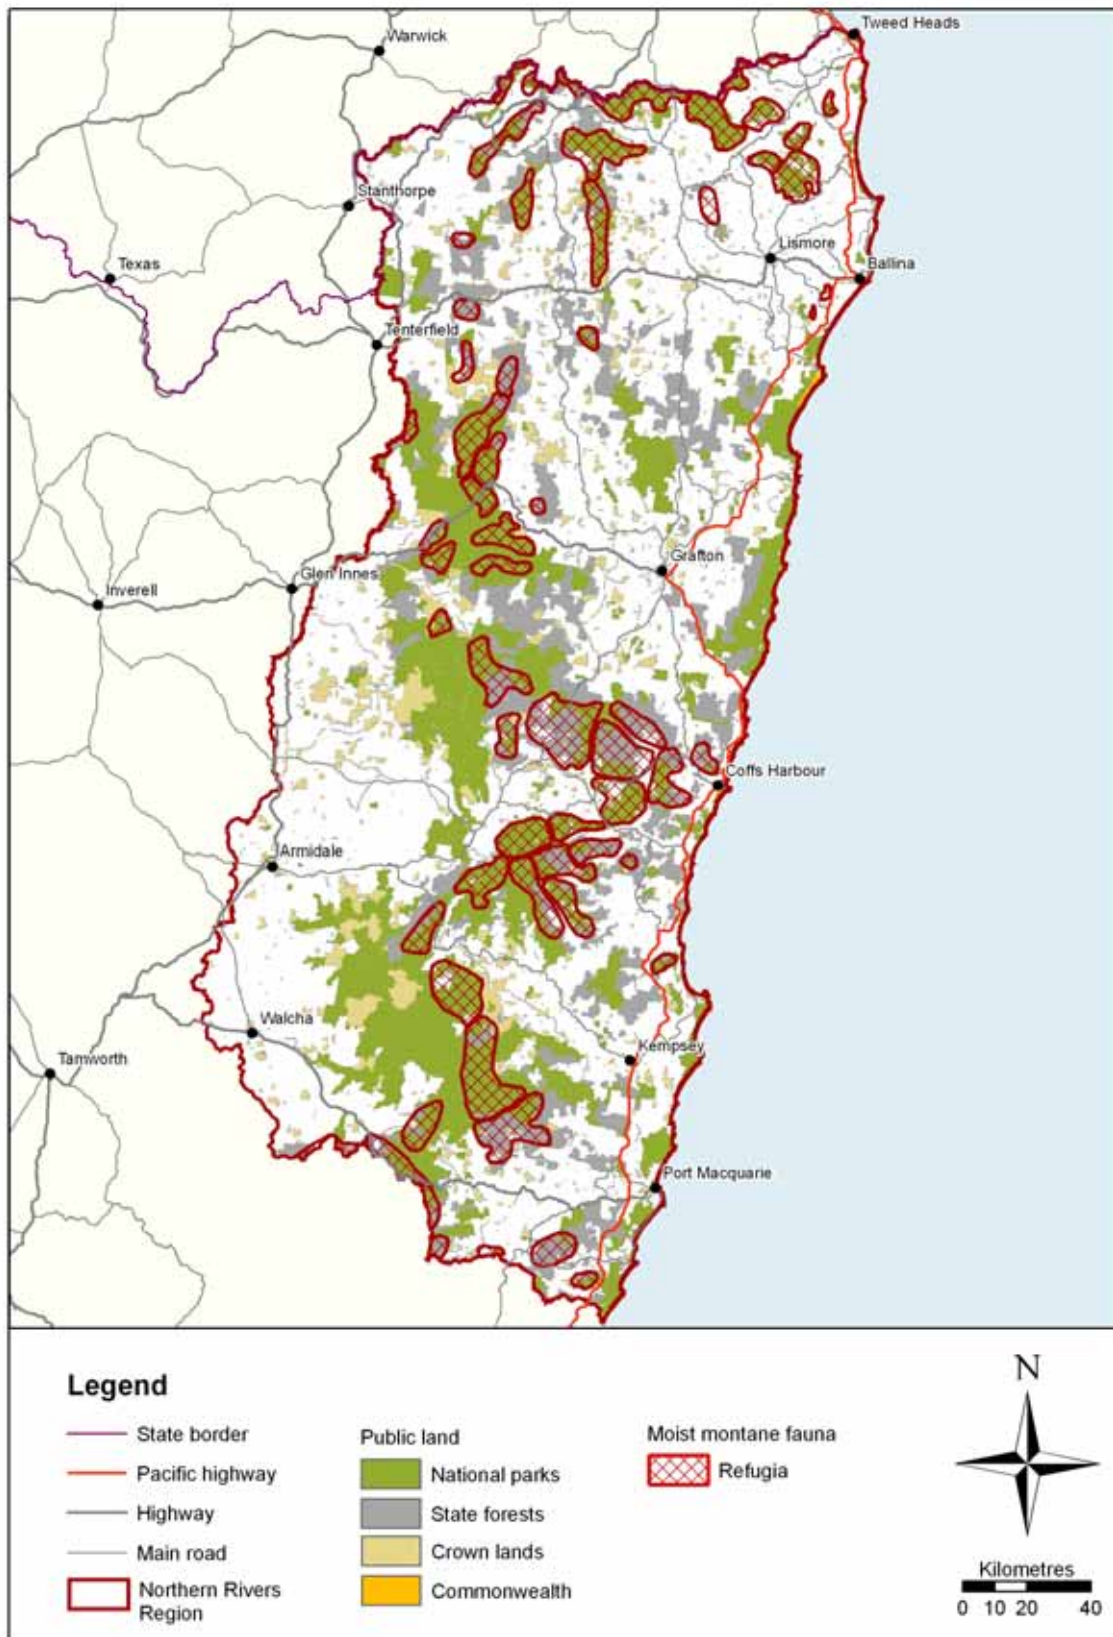 Tweed Heads
Warwick
Stanthorpe
Lismore
Texas
Ballina
Tenterfield
Grafton
Glen Innes
Inverell
Coffs Harbour
Armidale
Walcha
Kempsey
Tamworth
Port Macquarie
Legend
State border
Pacific highway
Highway
Main road
Northern Rivers
Region
Public land
National parks
State forests
Crown lands
Commonwealth
Moist montane fauna
Refugia
N
Kilometres
0 10 20 40